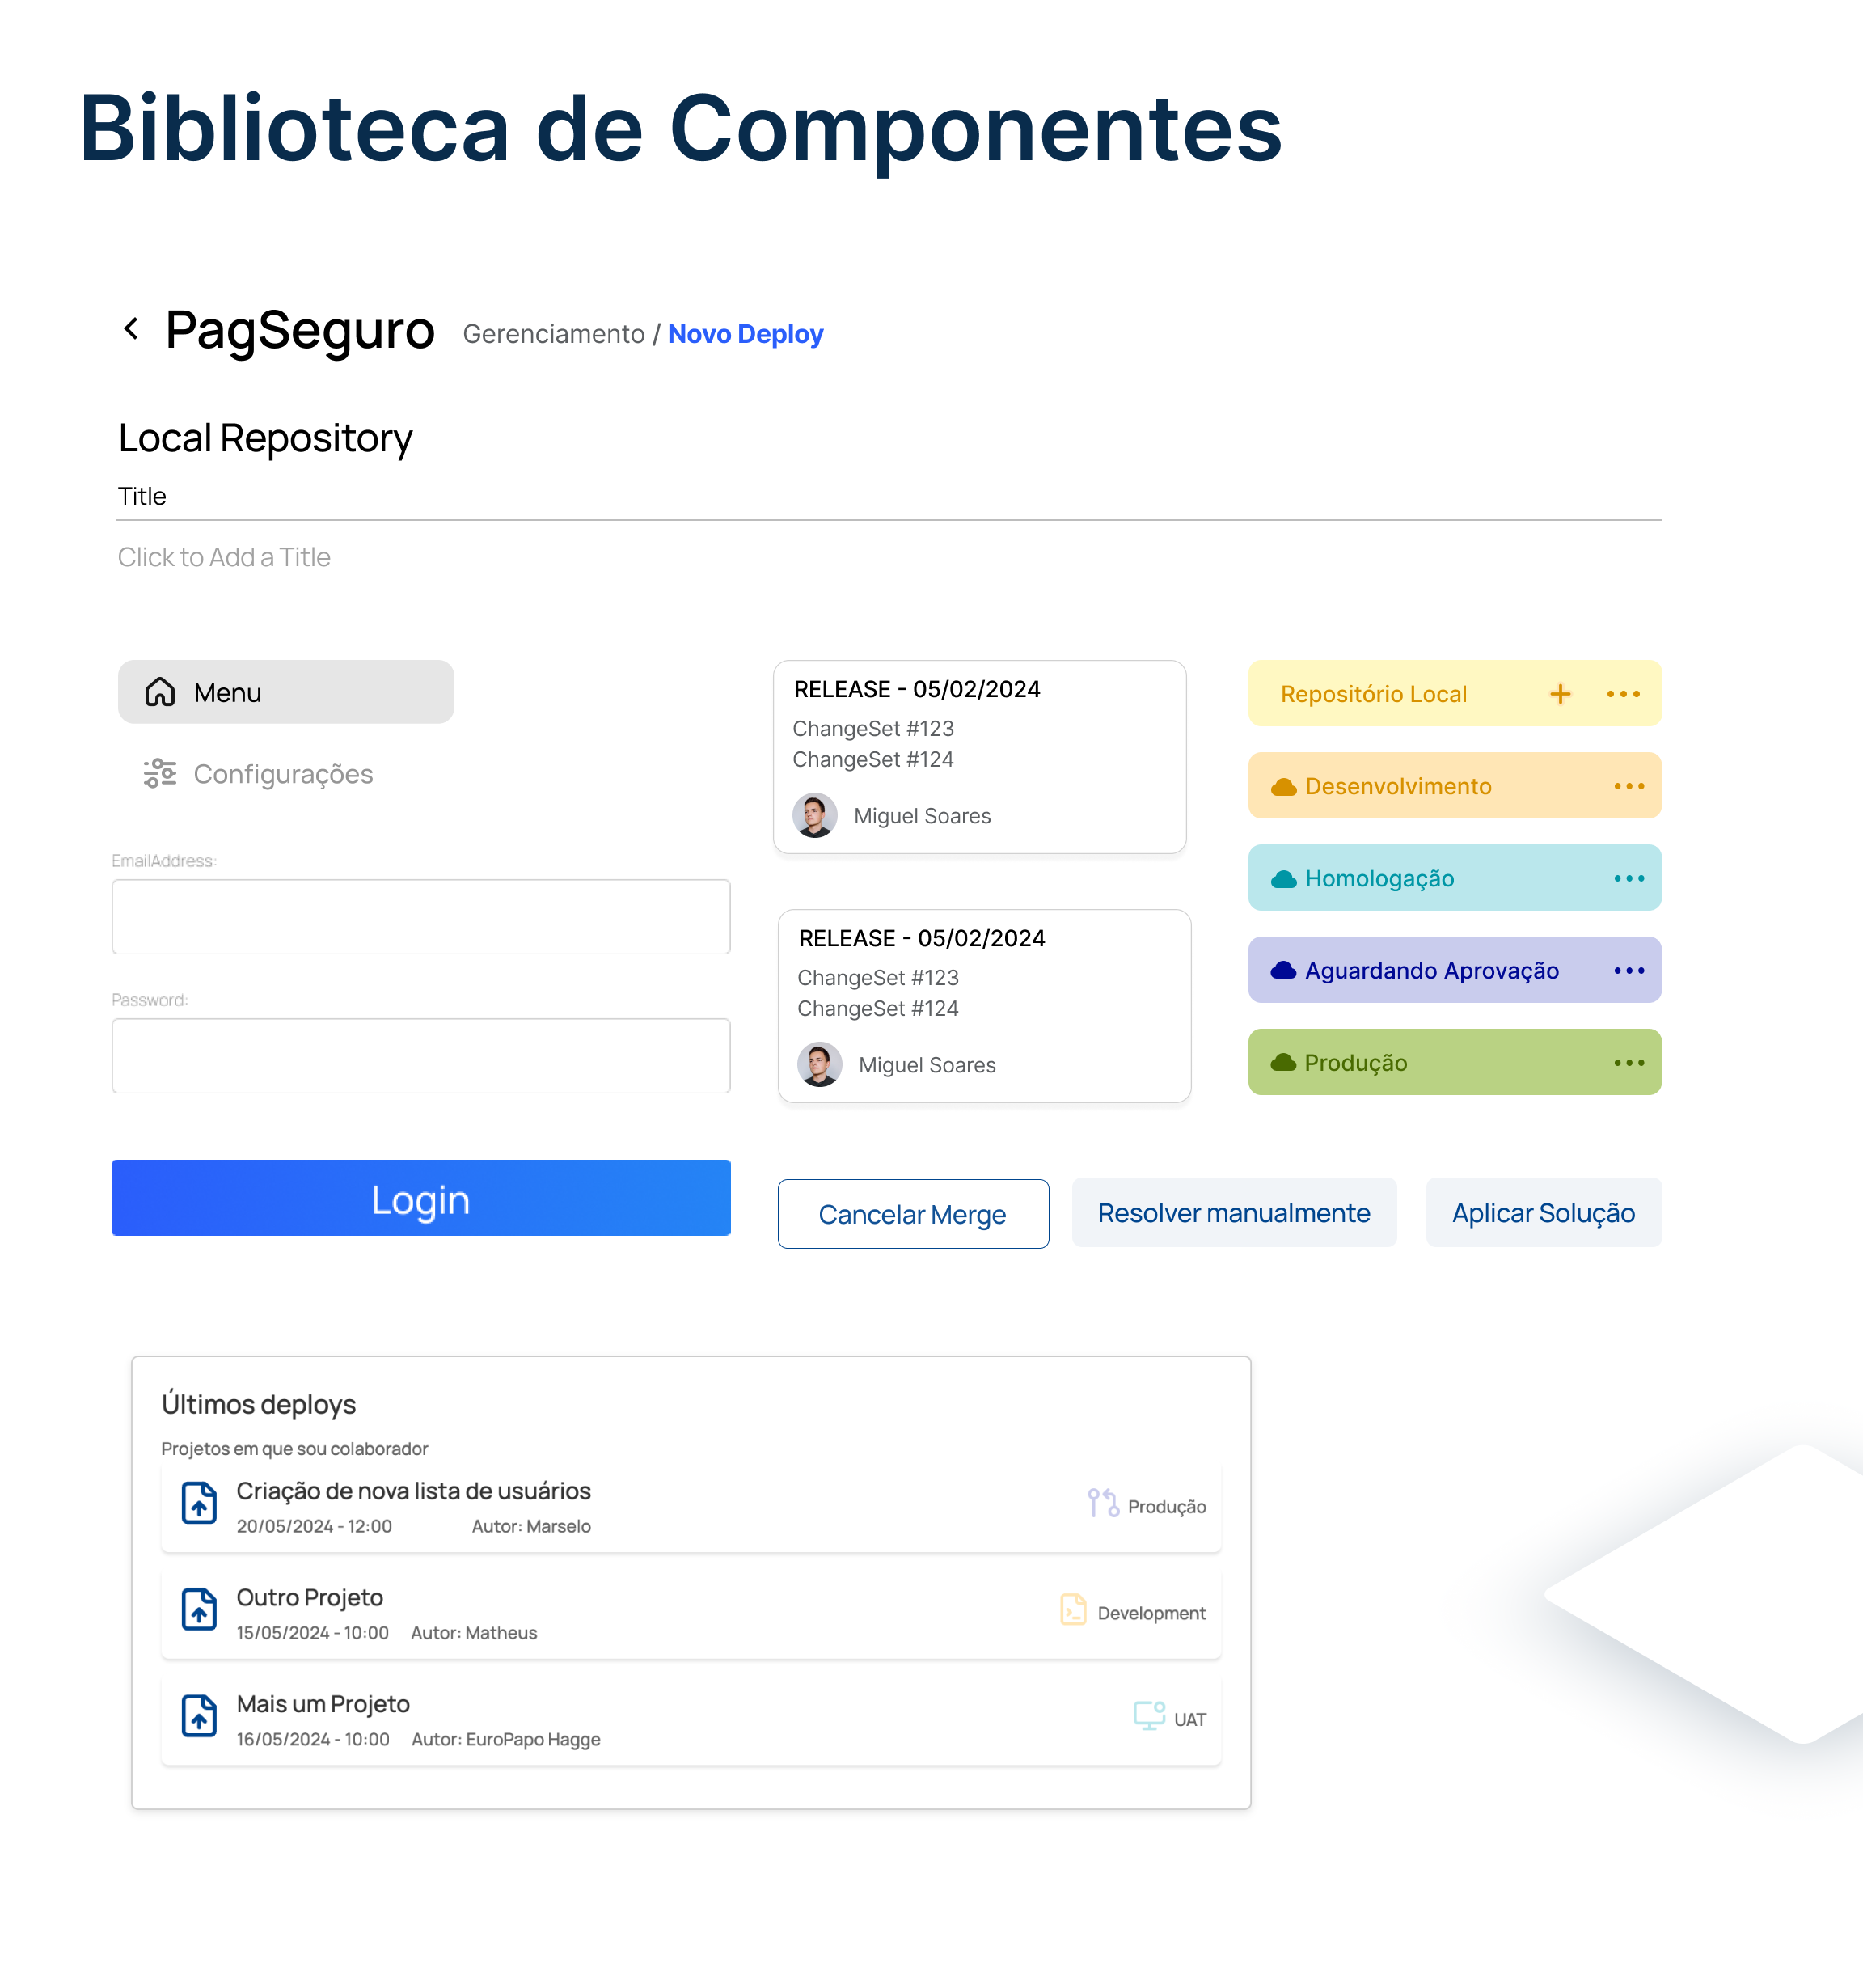 Biblioteca de Componentes
PagSeguro Gerenciamento / Novo Deploy
Local Repository
Title
Click to Add a Title
Menu
Configurações
EmailAddress:
Password:
Login
RELEASE - 05/02/2024
ChangeSet #123
ChangeSet #124
Miguel Soares
RELEASE - 05/02/2024
ChangeSet #123
ChangeSet #124
Miguel Soares
Repositório Local
Desenvolvimento
Homologação
Aguardando Aprovação
Produção
Cancelar Merge
Resolver manualmente
Aplicar Solução
Últimos deploys
Projetos em que sou colaborador
Criação de nova lista de usuários
20/05/2024 - 12:00 Autor: Marselo
Produção
Outro Projeto
15/05/2024 - 10:00 Autor: Matheus
Development
Mais um Projeto
16/05/2024 - 10:00 Autor: EuroPapo Hagge
UAT